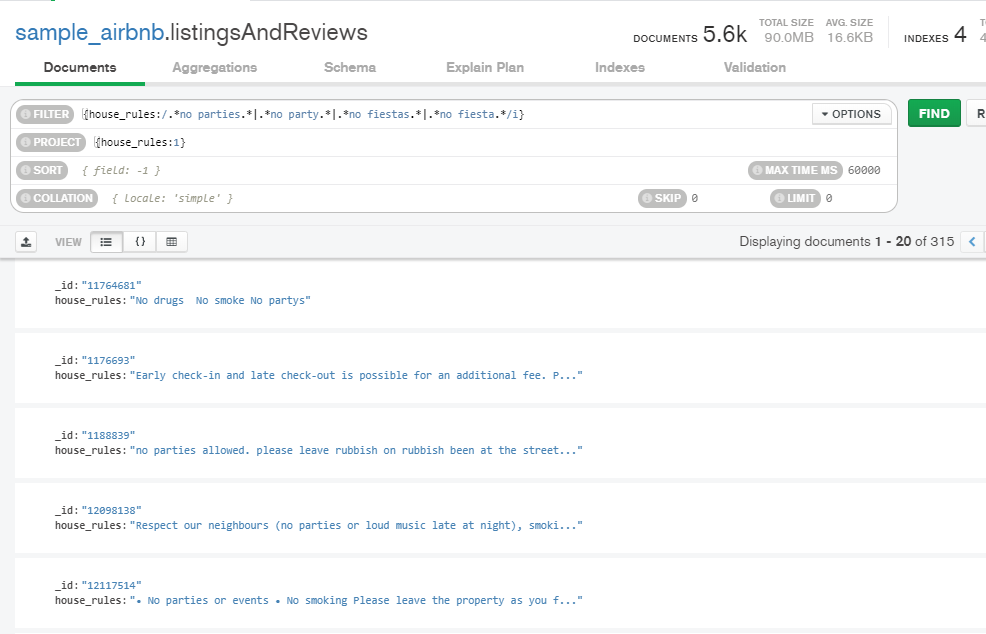 sample_airbnb.listingsAndReviews
DOCUMENTS 5.6k TOTAL SIZE 90.0MB AVG. SIZE 16.6KB INDEXES 4
Documents Aggregations Schema Explain Plan Indexes Validation
FILTER {house_rules:/.*no parties.*|.*no party.*|.*no fiestas.*|.*no fiesta.*/i} OPTIONS FIND
PROJECT {house_rules:1}
SORT { field: -1 } MAX TIME MS 60000
COLLATION { locale: 'simple' } SKIP 0 LIMIT 0
VIEW {} Displaying documents 1 - 20 of 315
_id: "11764681"
house_rules: "No drugs  No smoke No partys"
_id: "1176693"
house_rules: "Early check-in and late check-out is possible for an additional fee. P..."
_id: "1188839"
house_rules: "no parties allowed. please leave rubbish on rubbish been at the street..."
_id: "12098138"
house_rules: "Respect our neighbours (no parties or loud music late at night), smoki..."
_id: "12117514"
house_rules: "• No parties or events • No smoking Please leave the property as you f..."